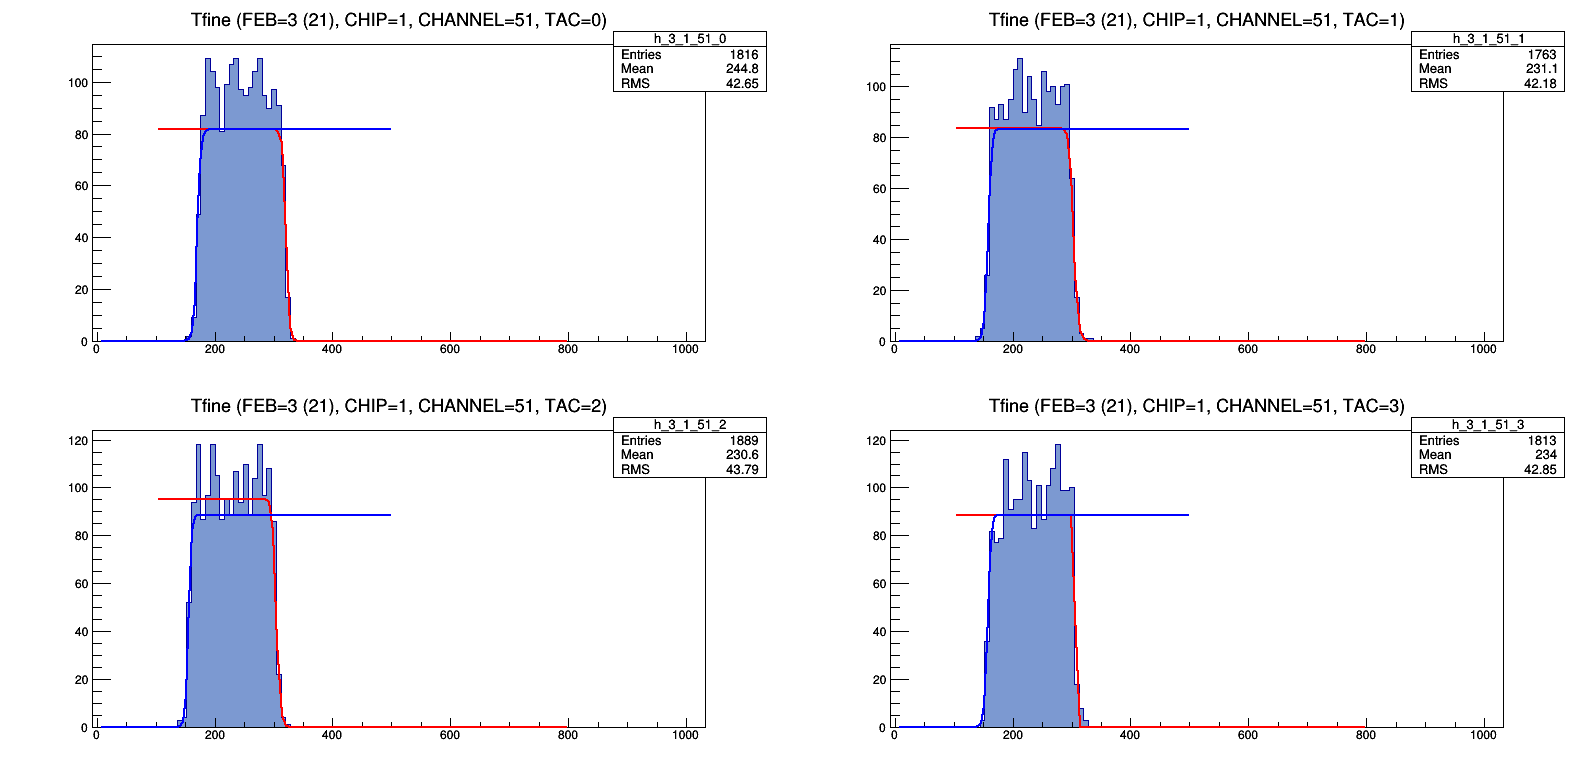 Tfine (FEB=3 (21), CHIP=1, CHANNEL=51, TAC=0)
h_3_1_51_0
Entries 1816
Mean 244.8
RMS 42.65
100
80
60
40
20
0
0 200 400 600 800 1000
Tfine (FEB=3 (21), CHIP=1, CHANNEL=51, TAC=1)
h_3_1_51_1
Entries 1763
Mean 231.1
RMS 42.18
100
80
60
40
20
0
0 200 400 600 800 1000
Tfine (FEB=3 (21), CHIP=1, CHANNEL=51, TAC=2)
h_3_1_51_2
Entries 1889
Mean 230.6
RMS 43.79
120
100
80
60
40
20
0
0 200 400 600 800 1000
Tfine (FEB=3 (21), CHIP=1, CHANNEL=51, TAC=3)
h_3_1_51_3
Entries 1813
Mean 234
RMS 42.85
120
100
80
60
40
20
0
0 200 400 600 800 1000